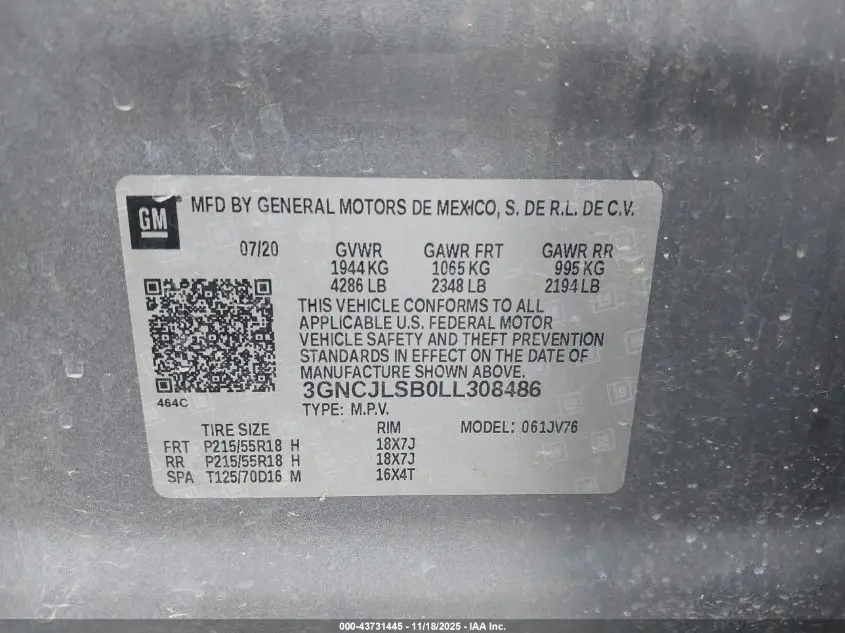 GM
MFD BY GENERAL MOTORS DE MEXICO, S. DE R.L. DE C.V.
07/20 GVWR GAWR FRT GAWR RR
1944 KG 1065 KG 995 KG
4286 LB 2348 LB 2194 LB
THIS VEHICLE CONFORMS TO ALL
APPLICABLE U.S. FEDERAL MOTOR
VEHICLE SAFETY AND THEFT PREVENTION
STANDARDS IN EFFECT ON THE DATE OF
MANUFACTURE SHOWN ABOVE.
3GNCJLSB0LL308486
464C
TYPE: M.P.V.
TIRE SIZE RIM MODEL: 061JV76
FRT P215/55R18 H 18X7J
RR P215/55R18 H 18X7J
SPA T125/70D16 M 16X4T
000-43731445 - 11/18/2025 - IAA Inc.